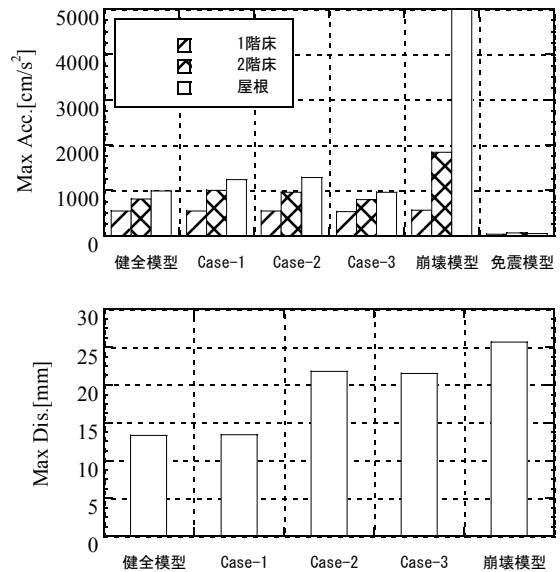 5000
4000
3000
2000
1000
0
Max Acc.[cm/s²]
1階床
2階床
屋根
健全模型 Case-1 Case-2 Case-3 崩壊模型 免震模型
30
25
20
15
10
5
0
Max Dis.[mm]
健全模型 Case-1 Case-2 Case-3 崩壊模型